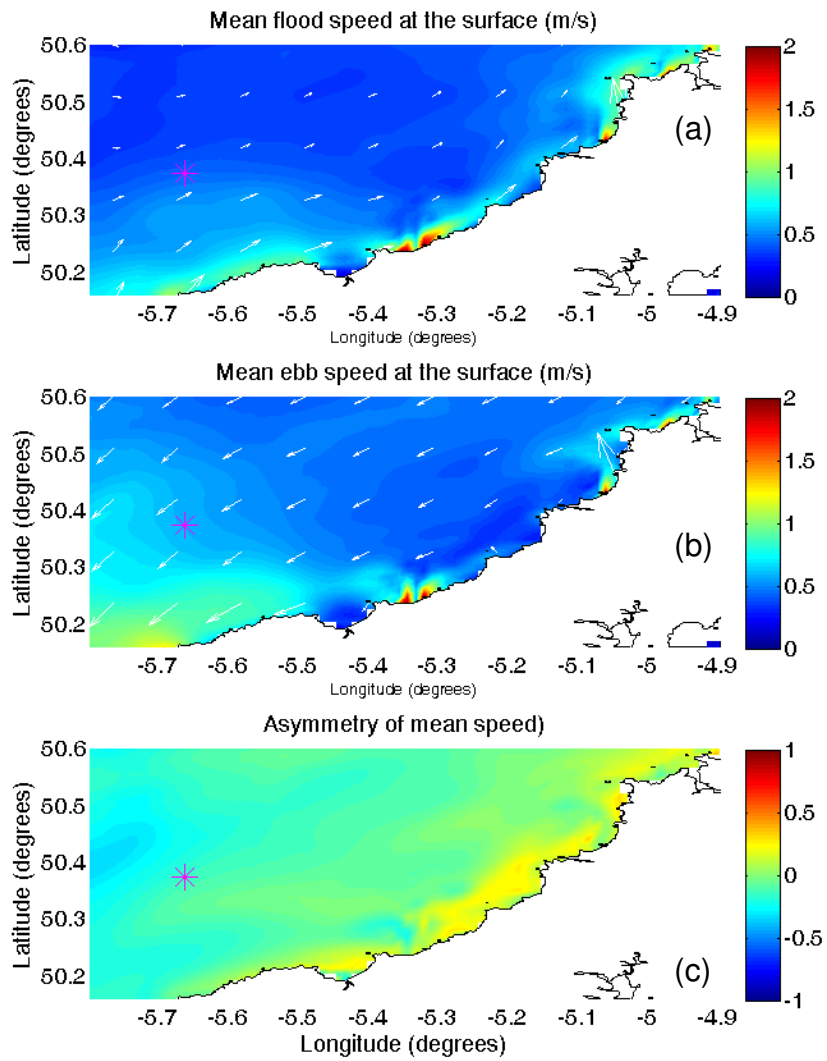 Mean flood speed at the surface (m/s)
50.6
50.5
50.4
50.3
50.2
Latitude (degrees)
-5.7 -5.6 -5.5 -5.4 -5.3 -5.2 -5.1 -5 -4.9
Longitude (degrees)
(a)
2
1.5
1
0.5
0
Mean ebb speed at the surface (m/s)
50.6
50.5
50.4
50.3
50.2
Latitude (degrees)
-5.7 -5.6 -5.5 -5.4 -5.3 -5.2 -5.1 -5 -4.9
Longitude (degrees)
(b)
2
1.5
1
0.5
0
Asymmetry of mean speed)
50.6
50.5
50.4
50.3
50.2
Latitude (degrees)
-5.7 -5.6 -5.5 -5.4 -5.3 -5.2 -5.1 -5 -4.9
Longitude (degrees)
(c)
1
0.5
0
-0.5
-1